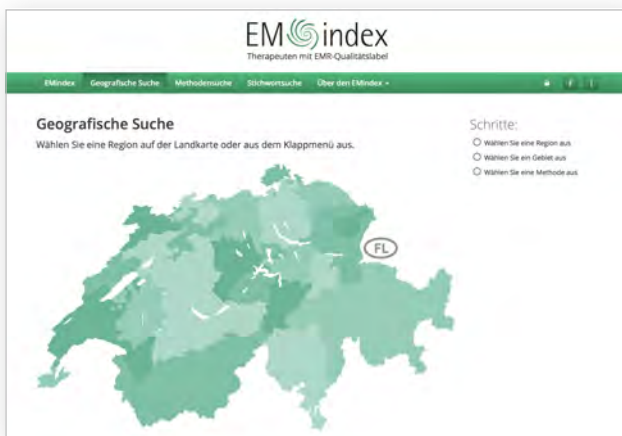 EMindex
Therapeuten mit EMR-Qualitätslabel
EMindex Geografische Suche Methodensuche Stichwortsuche Über den EMindex
Geografische Suche
Wählen Sie eine Region auf der Landkarte oder aus dem Klappmenü aus.
Schritte:
Wählen Sie eine Region aus
Wählen Sie ein Gebiet aus
Wählen Sie eine Methode aus
FL